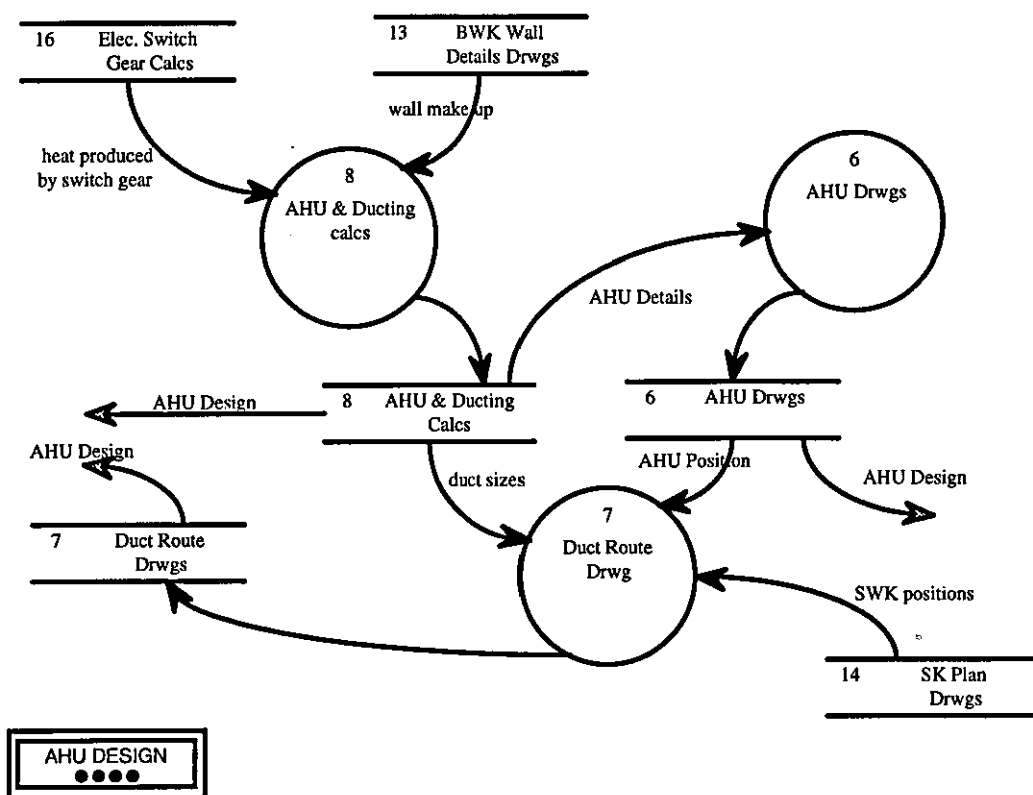 16 Elec. Switch
Gear Calcs
13 BWK Wall
Details Drwgs
wall make up
heat produced
by switch gear
8
AHU & Ducting
calcs
6
AHU Drwgs
AHU Details
8 AHU & Ducting
Calcs
6 AHU Drwgs
AHU Design
AHU Design
duct sizes
AHU Position
AHU Design
7 Duct Route
Drwgs
7
Duct Route
Drwg
SWK positions
14 SK Plan
Drwgs
AHU DESIGN